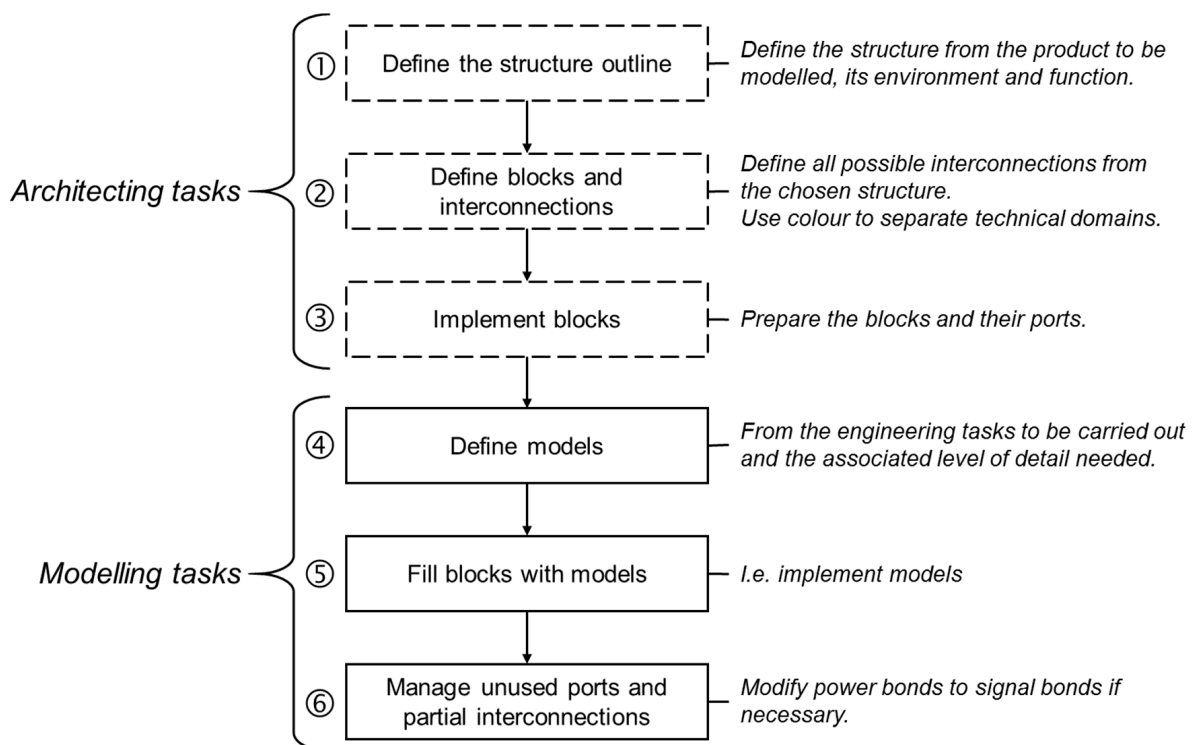 Architecting tasks
①
Define the structure outline
Define the structure from the product to be
modelled, its environment and function.
②
Define blocks and
interconnections
Define all possible interconnections from
the chosen structure.
Use colour to separate technical domains.
③
Implement blocks
Prepare the blocks and their ports.
Modelling tasks
④
Define models
From the engineering tasks to be carried out
and the associated level of detail needed.
⑤
Fill blocks with models
I.e. implement models
⑥
Manage unused ports and
partial interconnections
Modify power bonds to signal bonds if
necessary.